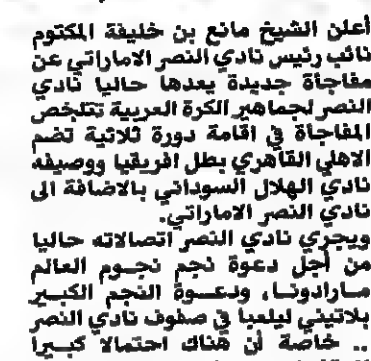 أعلن الشيخ مانع بن خليفة المكتوم
نائب رئيس نادي النصر الاماراتي عن
مفاجأة جديدة يعدها حاليا نادي
النصر لجماهير الكرة العربية تتلخص
المفاجأة في اقامة دورة ثلاثية تضم
الاهلي القاهري بطل افريقيا ووصيفه
نادي الهلال السوداني بالاضافة الى
نادي النصر الاماراتي.
ويجري نادي النصر اتصالاته حاليا
من أجل دعوة نجم نجوم العالم
مارادونا، ودعوة النجم الكبير
بلاتيني ليلعبا في صفوف نادي النصر
.. خاصة أن هناك احتمالا كبيرا